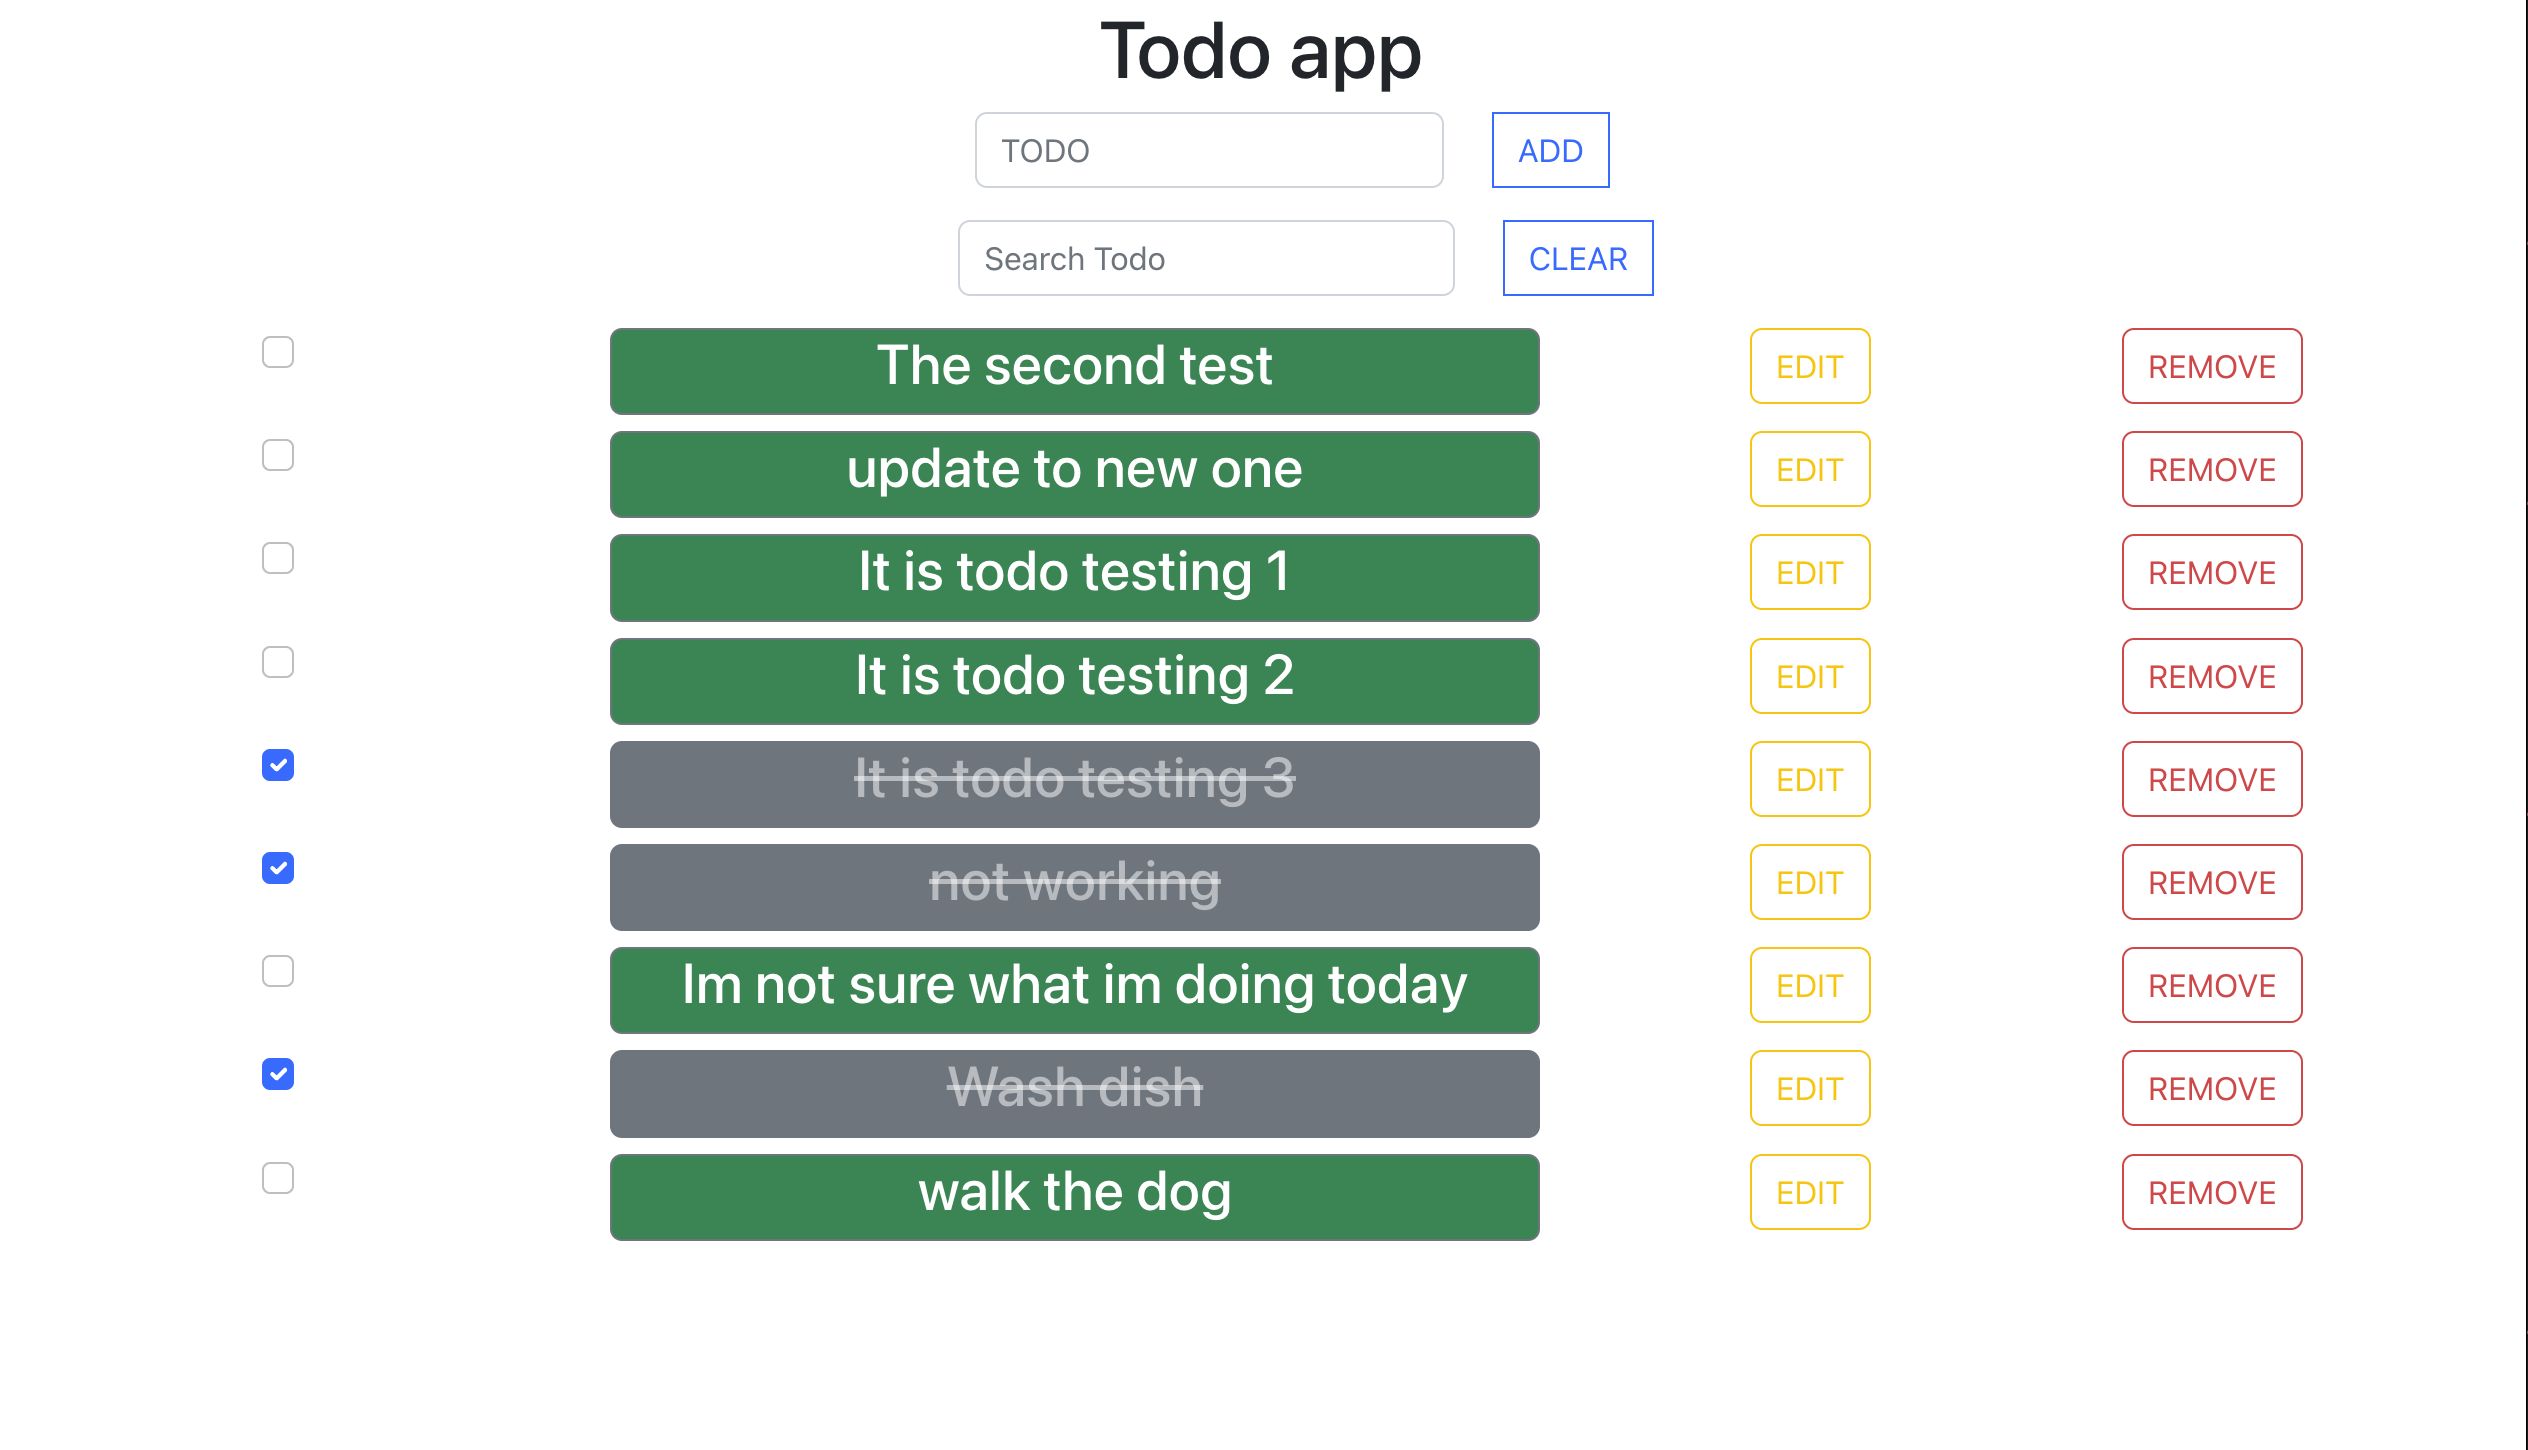 Todo app
TODO ADD
Search Todo CLEAR
The second test EDIT REMOVE
update to new one EDIT REMOVE
It is todo testing 1 EDIT REMOVE
It is todo testing 2 EDIT REMOVE
It is todo testing 3 EDIT REMOVE
not working EDIT REMOVE
Im not sure what im doing today EDIT REMOVE
Wash dish EDIT REMOVE
walk the dog EDIT REMOVE